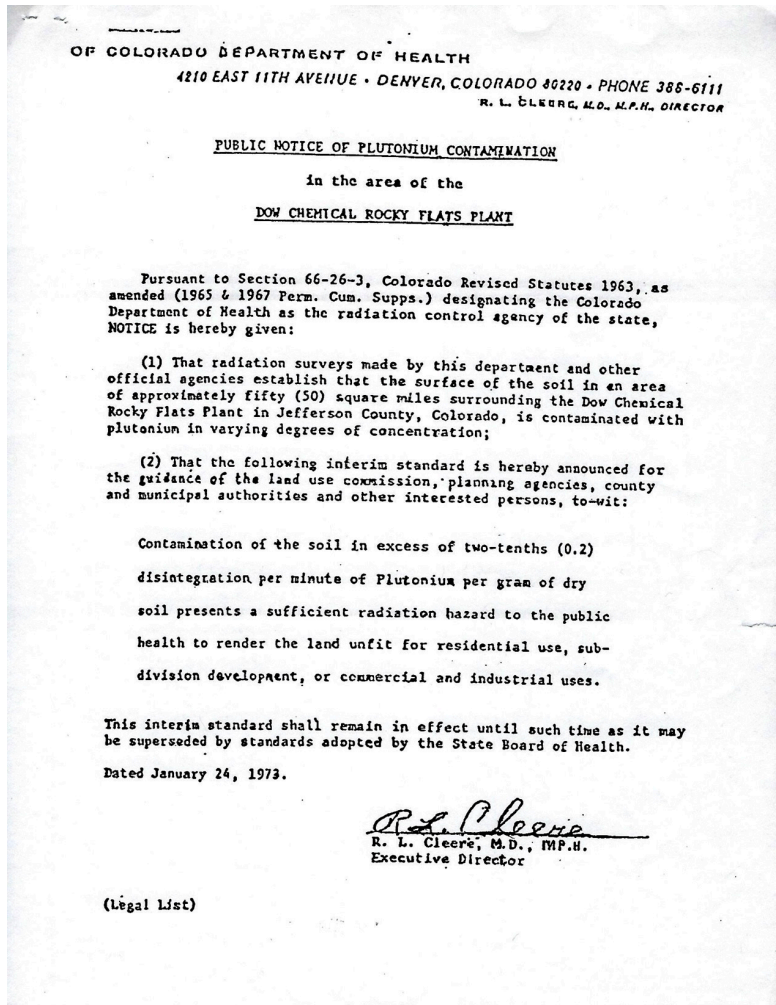 OF COLORADO DEPARTMENT OF HEALTH
4210 EAST 11TH AVENUE • DENVER, COLORADO 80220 • PHONE 388-6111
R. L. CLEERE, M.D., M.P.H., DIRECTOR
PUBLIC NOTICE OF PLUTONIUM CONTAMINATION
in the area of the
DOW CHEMICAL ROCKY FLATS PLANT
Pursuant to Section 66-26-3, Colorado Revised Statutes 1963, as
amended (1965 & 1967 Perm. Cum. Supps.) designating the Colorado
Department of Health as the radiation control agency of the state,
NOTICE is hereby given:
(1) That radiation surveys made by this department and other
official agencies establish that the surface of the soil in an area
of approximately fifty (50) square miles surrounding the Dow Chemical
Rocky Flats Plant in Jefferson County, Colorado, is contaminated with
plutonium in varying degrees of concentration;
(2) That the following interim standard is hereby announced for
the guidance of the land use commission, planning agencies, county
and municipal authorities and other interested persons, to-wit:
Contamination of the soil in excess of two-tenths (0.2)
disintegration per minute of Plutonium per gram of dry
soil presents a sufficient radiation hazard to the public
health to render the land unfit for residential use, sub-
division development, or commercial and industrial uses.
This interim standard shall remain in effect until such time as it may
be superseded by standards adopted by the State Board of Health.
Dated January 24, 1973.
R. L. Cleere
R. L. Cleere, M.D., MP.H.
Executive Director
(Legal List)